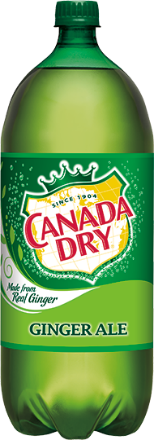 SINCE 1904
CANADA
DRY
Made from
Real Ginger
GINGER ALE